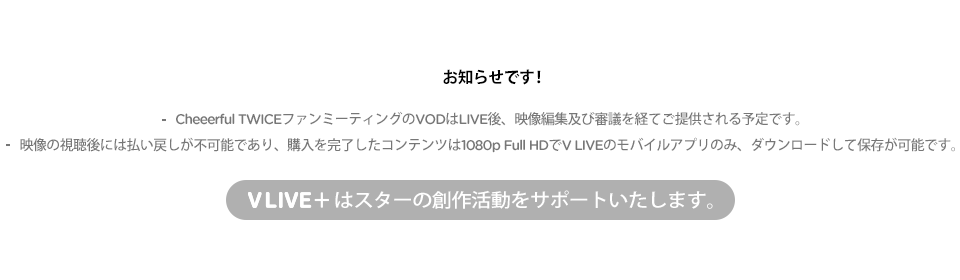 お知らせです!
- Cheeerful TWICEファンミーティングのVODはLIVE後、映像編集及び審議を経てご提供される予定です。
- 映像の視聴後には払い戻しが不可能であり、購入を完了したコンテンツは1080p Full HDでV LIVEのモバイルアプリのみ、ダウンロードして保存が可能です。
V LIVE+はスターの創作活動をサポートいたします。